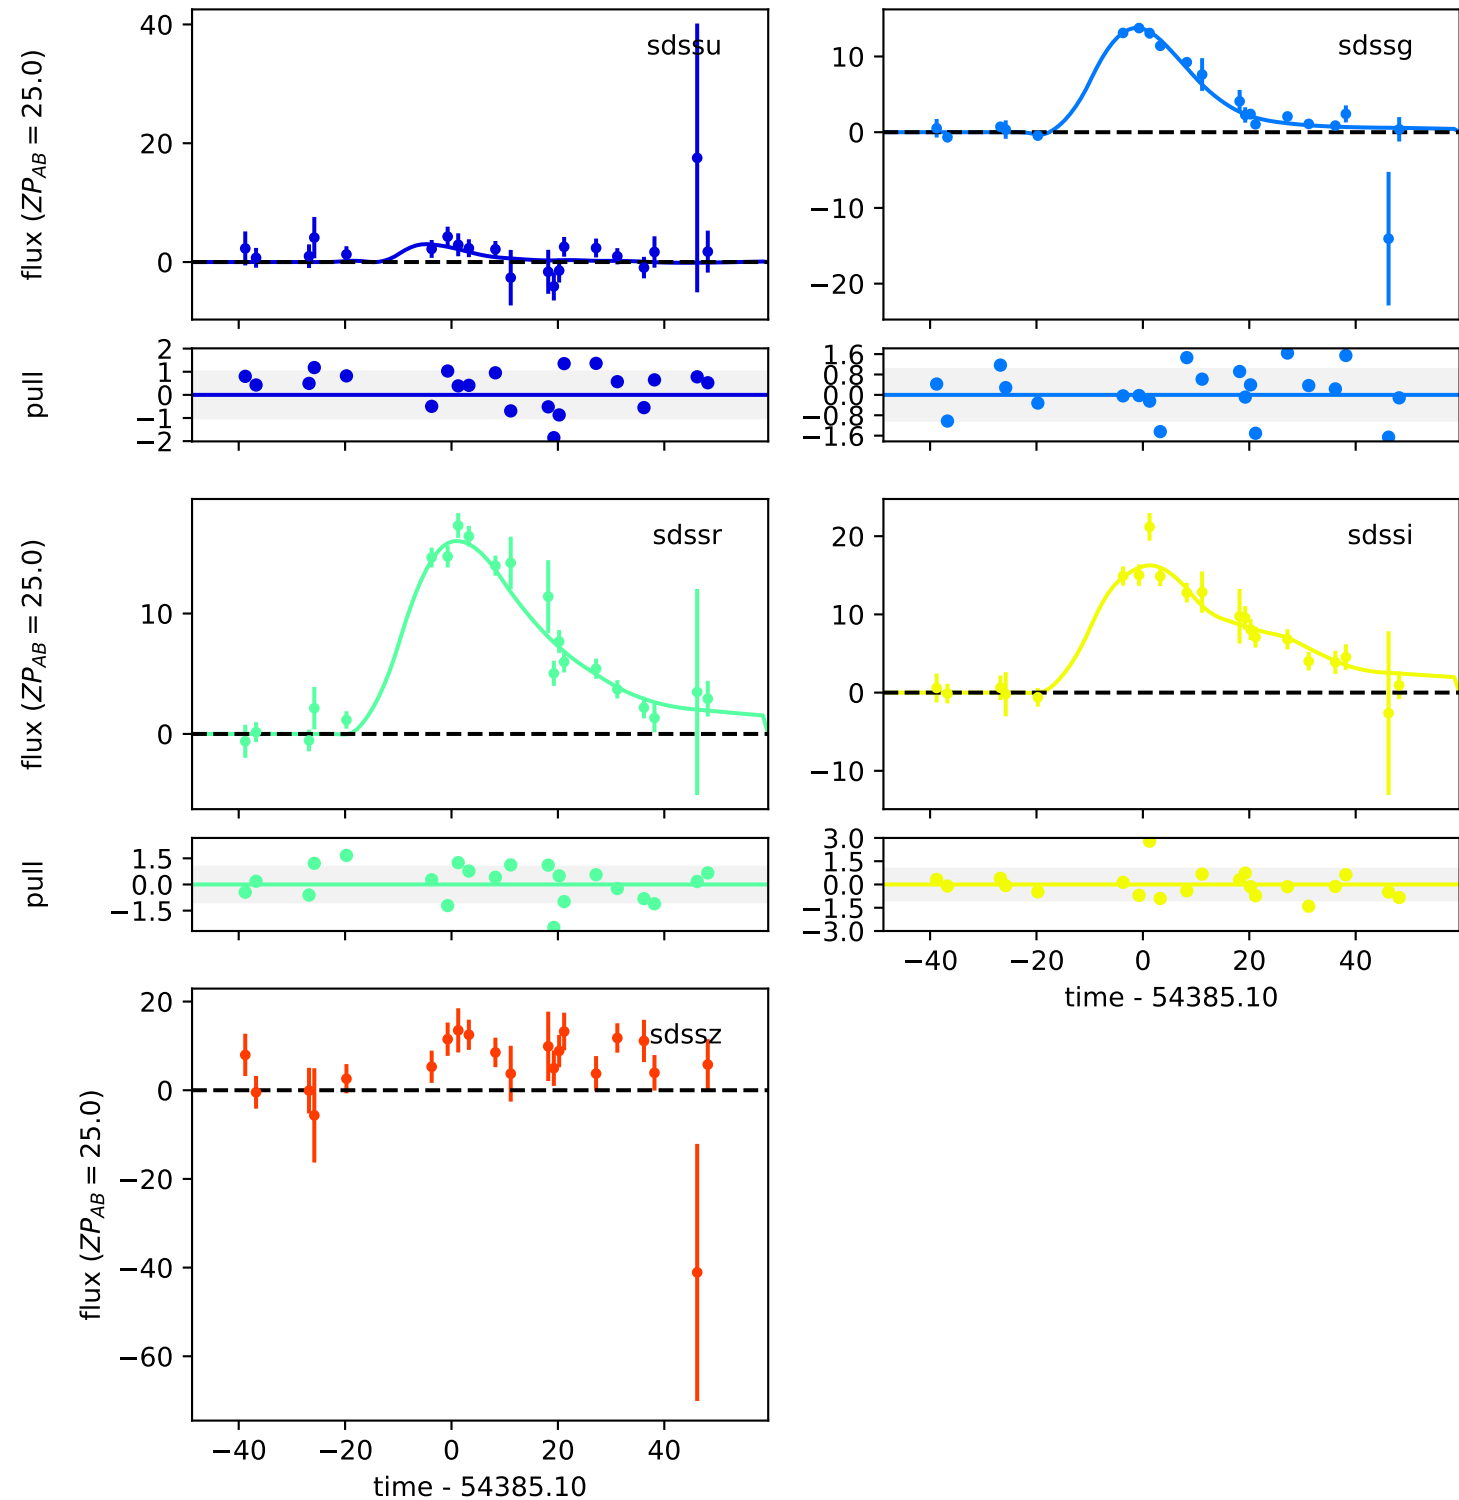 40
20
0
flux (ZP_AB = 25.0)
sdssu
10
0
−10
−20
sdssg
2
1
0
−1
−2
pull
1.6
0.8
0.0
−0.8
−1.6
10
0
flux (ZP_AB = 25.0)
sdssr
20
10
0
−10
sdssi
1.5
0.0
−1.5
pull
3.0
1.5
0.0
−1.5
−3.0
−40 −20 0 20 40
time - 54385.10
20
0
−20
−40
−60
flux (ZP_AB = 25.0)
sdssz
−40 −20 0 20 40
time - 54385.10